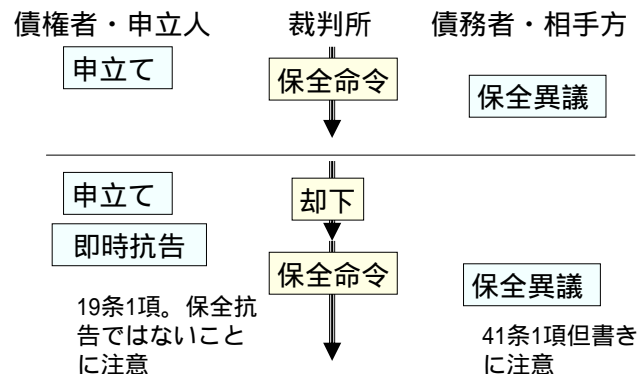 債権者・申立人 裁判所 債務者・相手方
申立て
保全命令
保全異議
申立て
却下
即時抗告
保全命令
保全異議
19条1項。保全抗
告ではないこと
に注意
41条1項但書き
に注意